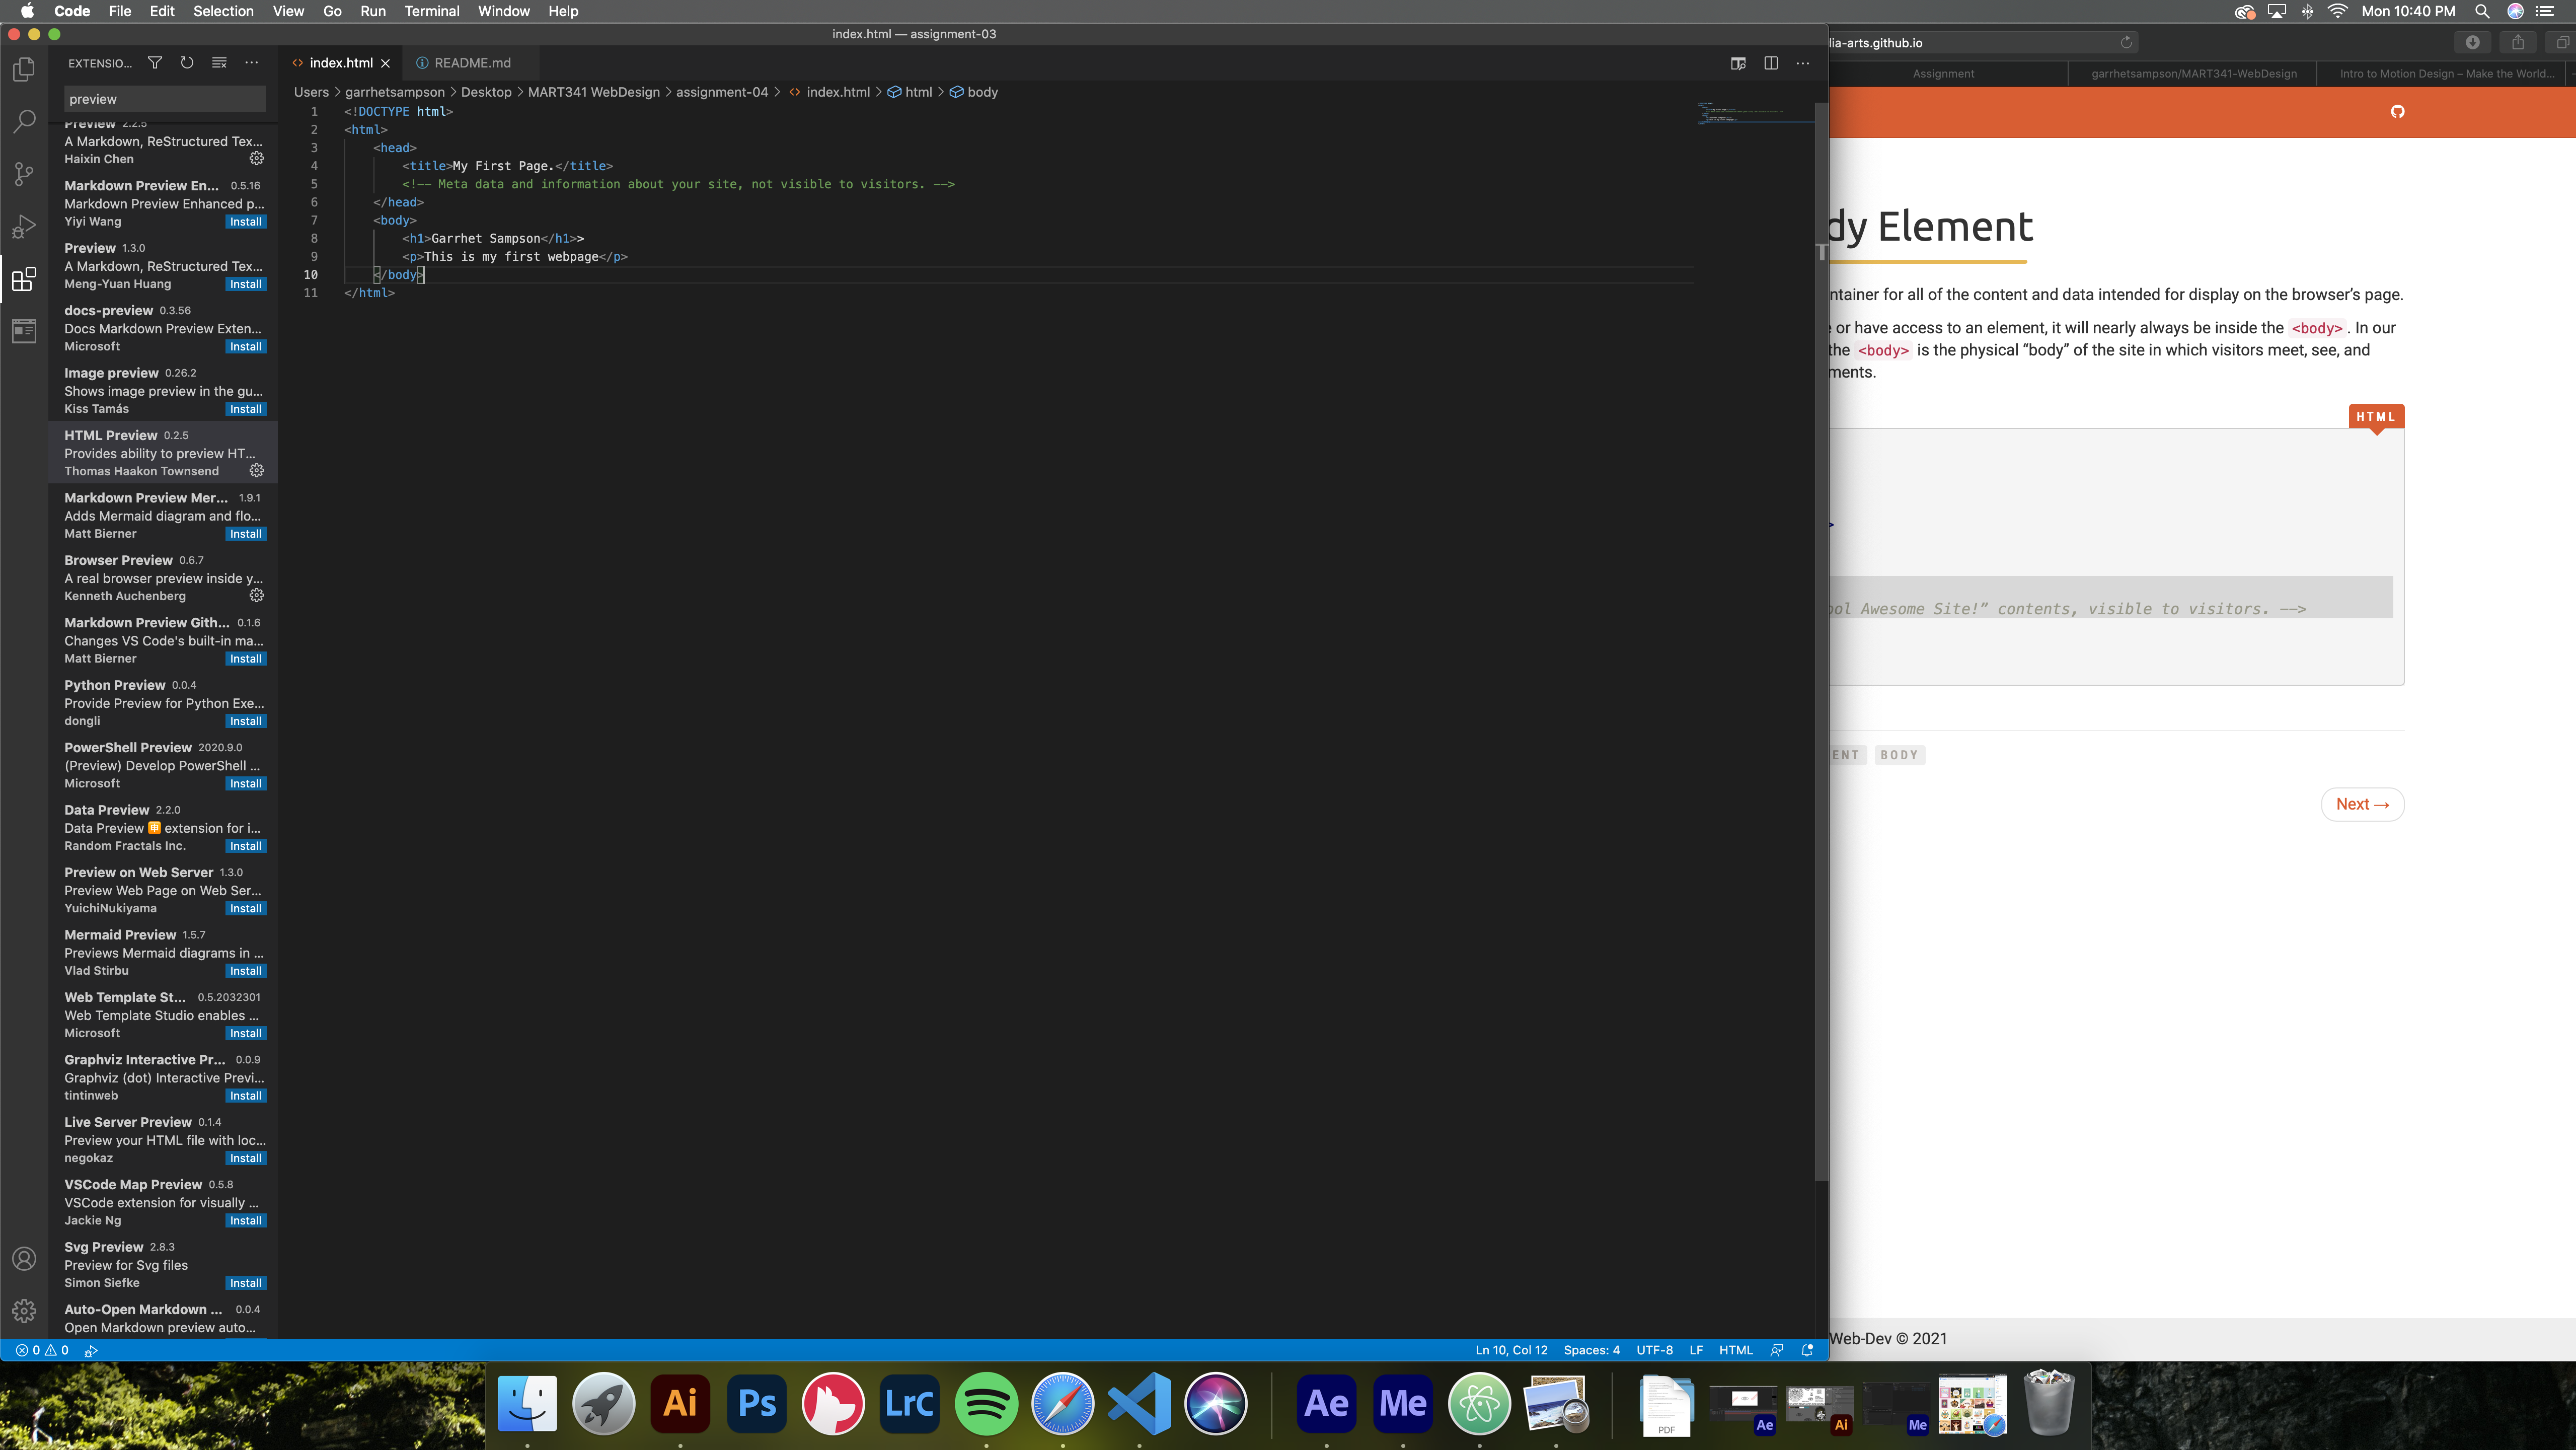 Code File Edit Selection View Go Run Terminal Window Help
Mon 10:40 PM
index.html — assignment-03
EXTENSIO...
preview
Preview 2.2.5
A Markdown, ReStructured Tex...
Haixin Chen
Markdown Preview En... 0.5.16
Markdown Preview Enhanced p...
Yiyi Wang Install
Preview 1.3.0
A Markdown, ReStructured Tex...
Meng-Yuan Huang Install
docs-preview 0.3.56
Docs Markdown Preview Exten...
Microsoft Install
Image preview 0.26.2
Shows image preview in the gu...
Kiss Tamás Install
HTML Preview 0.2.5
Provides ability to preview HT...
Thomas Haakon Townsend
Markdown Preview Mer... 1.9.1
Adds Mermaid diagram and flo...
Matt Bierner Install
Browser Preview 0.6.7
A real browser preview inside y...
Kenneth Auchenberg
Markdown Preview Gith... 0.1.6
Changes VS Code's built-in ma...
Matt Bierner Install
Python Preview 0.0.4
Provide Preview for Python Exe...
dongli Install
PowerShell Preview 2020.9.0
(Preview) Develop PowerShell ...
Microsoft Install
Data Preview 2.2.0
Data Preview 🈸 extension for i...
Random Fractals Inc. Install
Preview on Web Server 1.3.0
Preview Web Page on Web Ser...
YuichiNukiyama Install
Mermaid Preview 1.5.7
Previews Mermaid diagrams in ...
Vlad Stirbu Install
Web Template St... 0.5.2032301
Web Template Studio enables ...
Microsoft Install
Graphviz Interactive Pr... 0.0.9
Graphviz (dot) Interactive Previ...
tintinweb Install
Live Server Preview 0.1.4
Preview your HTML file with loc...
negokaz Install
VSCode Map Preview 0.5.8
VSCode extension for visually ...
Jackie Ng Install
Svg Preview 2.8.3
Preview for Svg files
Simon Siefke Install
Auto-Open Markdown ... 0.0.4
Open Markdown preview auto...
index.html README.md
Users > garrhetsampson > Desktop > MART341 WebDesign > assignment-04 > index.html > html > body
1 <!DOCTYPE html>
2 <html>
3 <head>
4 <title>My First Page.</title>
5 <!-- Meta data and information about your site, not visible to visitors. -->
6 </head>
7 <body>
8 <h1>Garrhet Sampson</h1>>
9 <p>This is my first webpage</p>
10 </body>
11 </html>
0 0
Ln 10, Col 12 Spaces: 4 UTF-8 LF HTML
dia-arts.github.io
Assignment garrhetsampson/MART341-WebDesign Intro to Motion Design – Make the World...
dy Element
ntainer for all of the content and data intended for display on the browser’s page.
e or have access to an element, it will nearly always be inside the <body>. In our
the <body> is the physical “body” of the site in which visitors meet, see, and
ments.
HTML
>
ool Awesome Site!” contents, visible to visitors. -->
ENT BODY
Next →
Web-Dev © 2021
Ai Ps LrC Ae Me PDF Ae Ai Me